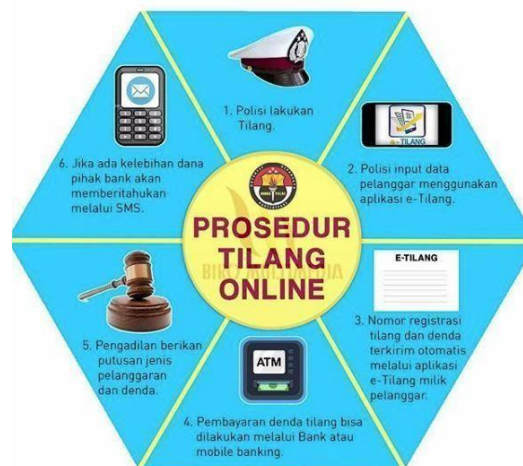 PROSEDUR
TILANG
ONLINE
1. Polisi lakukan
Tilang.
e-TILANG
2. Polisi input data
pelanggar menggunakan
aplikasi e-Tilang.
E-TILANG
3. Nomor registrasi
tilang dan denda
terkirim otomatis
melalui aplikasi
e-Tilang milik
pelanggar.
ATM
4. Pembayaran denda tilang bisa
dilakukan melalui Bank atau
mobile banking.
5. Pengadilan berikan
putusan jenis
pelanggaran
dan denda.
6. Jika ada kelebihan dana
pihak bank akan
memberitahukan
melalui SMS.